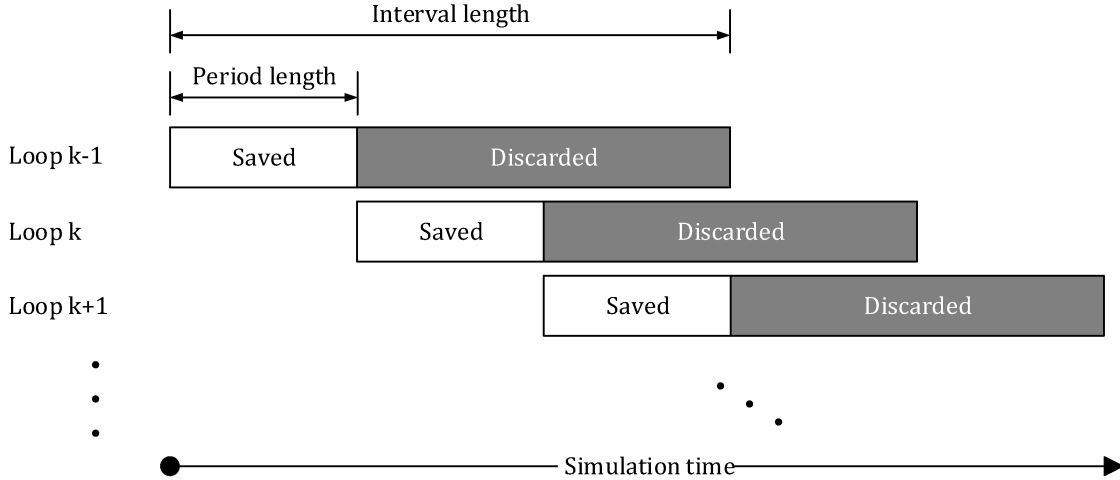 Interval length
Period length
Loop k-1
Saved
Discarded
Loop k
Saved
Discarded
Loop k+1
Saved
Discarded
Simulation time